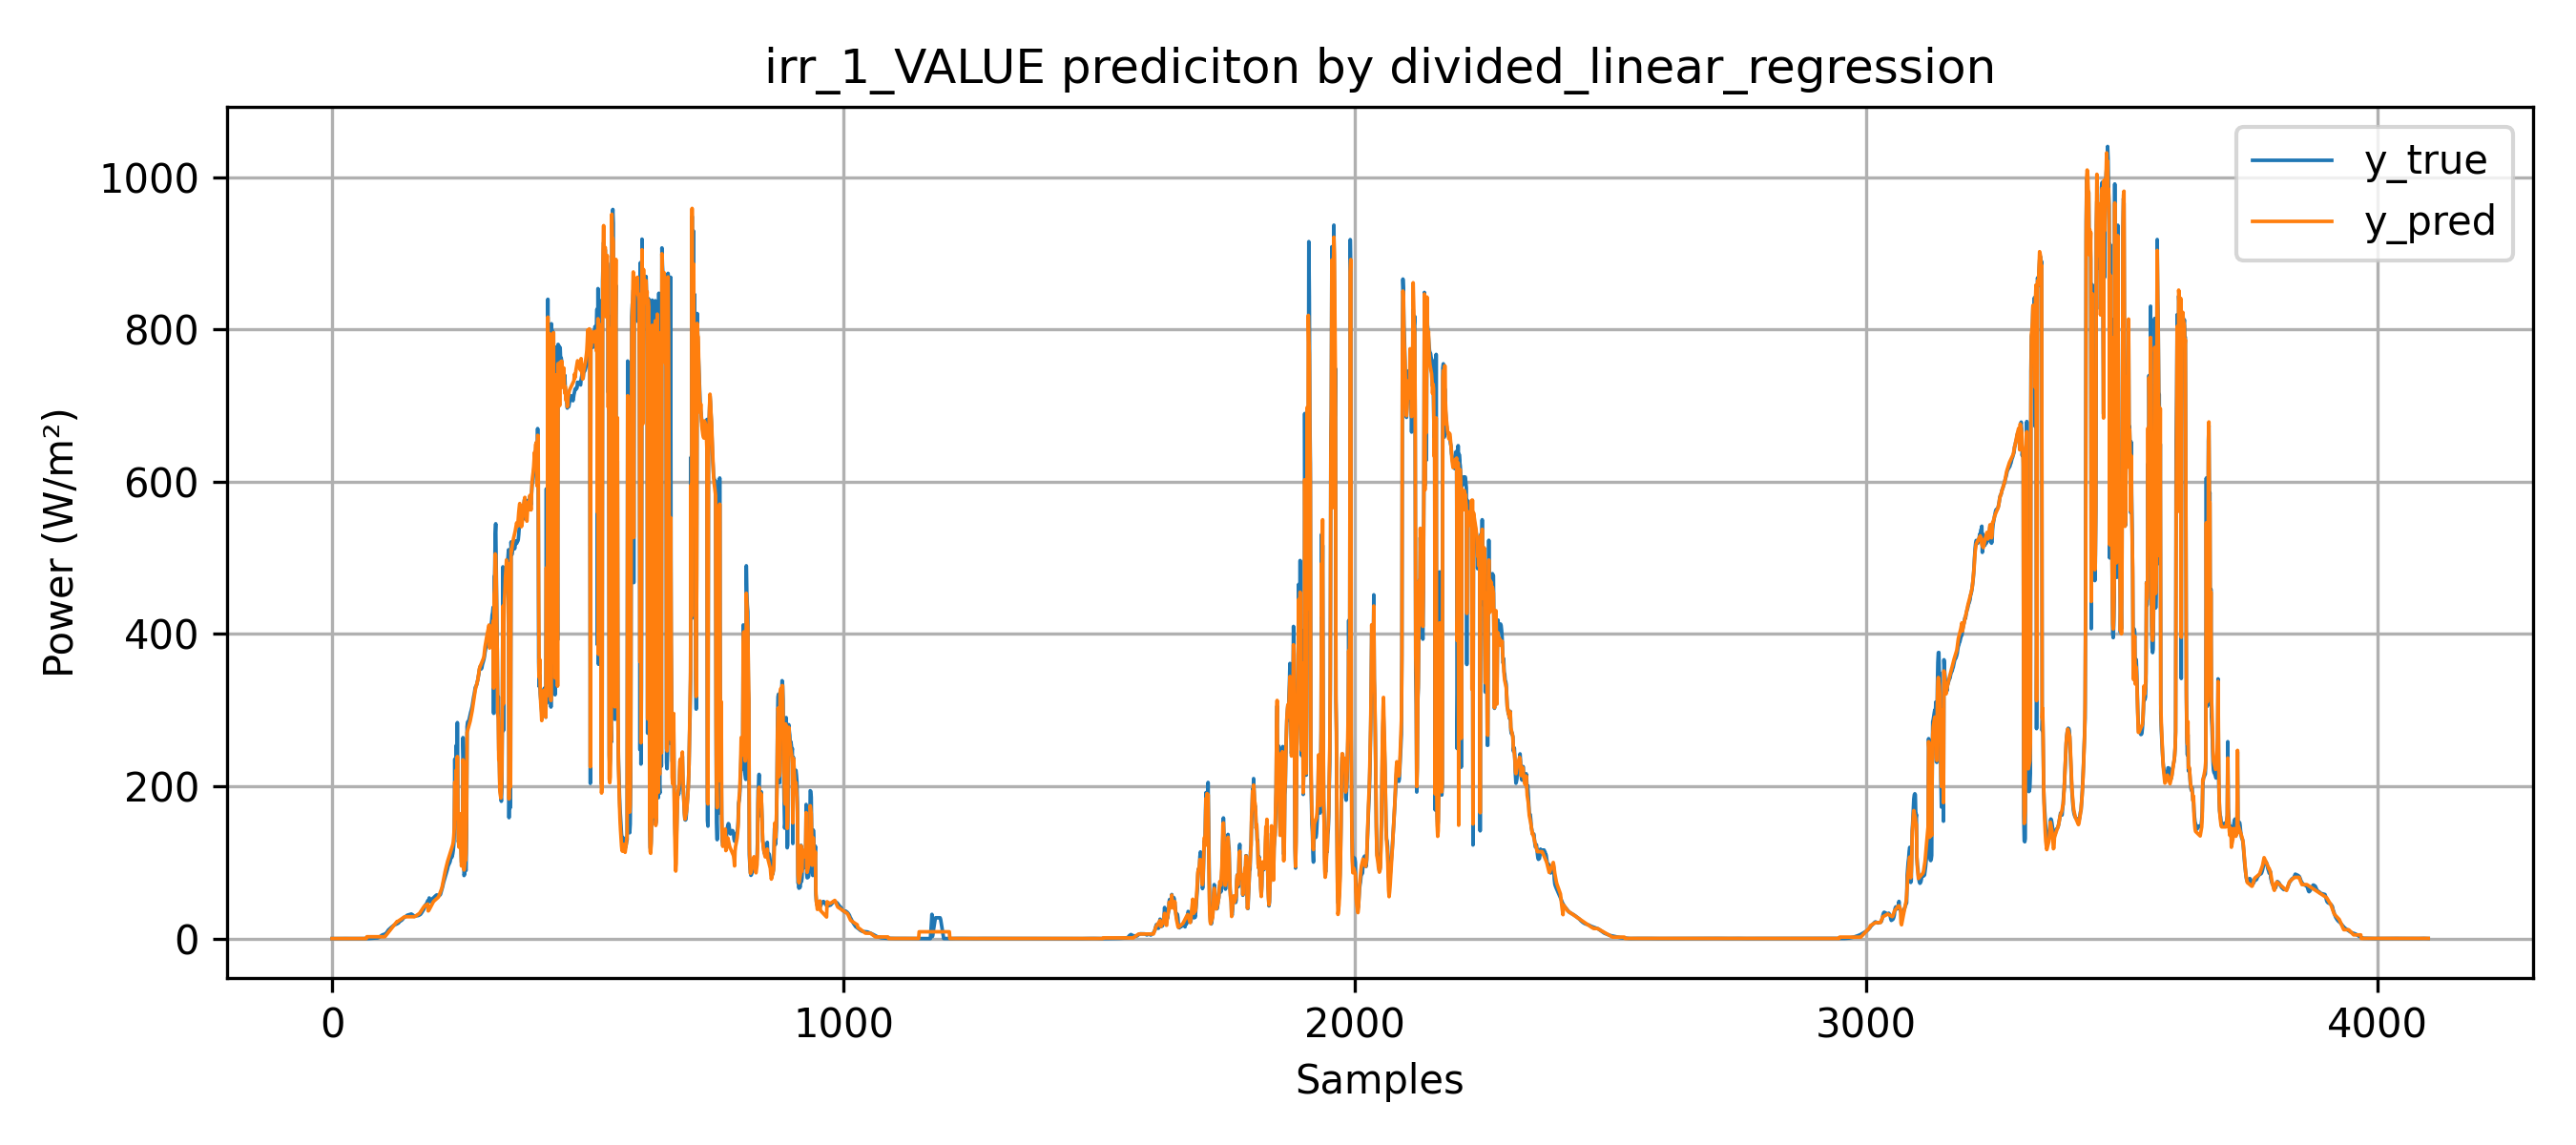 irr_1_VALUE prediciton by divided_linear_regression
y_true
y_pred
Power (W/m²)
1000
800
600
400
200
0
0 1000 2000 3000 4000
Samples